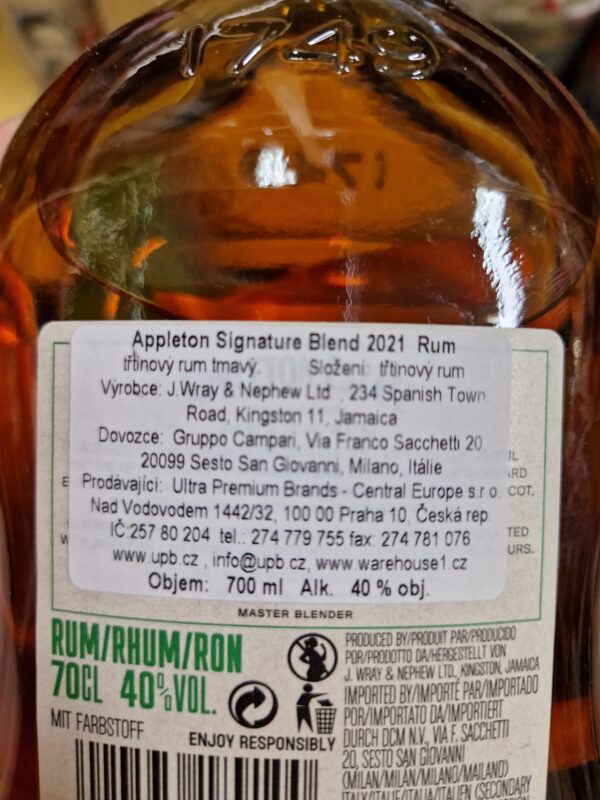 1749
Appleton Signature Blend 2021 Rum
třtinový rum tmavý. Složení: třtinový rum
Výrobce: J.Wray & Nephew Ltd , 234 Spanish Town
Road, Kingston 11, Jamaica
Dovozce: Gruppo Campari, Via Franco Sacchetti 20
20099 Sesto San Giovanni, Milano, Itálie
Prodávající: Ultra Premium Brands - Central Europe s.r.o.
Nad Vodovodem 1442/32, 100 00 Praha 10, Česká rep.
IČ:257 80 204 tel.: 274 779 755 fax: 274 781 076
www.upb.cz , info@upb.cz, www.warehouse1.cz
Objem: 700 ml Alk. 40 % obj.
MASTER BLENDER
RUM/RHUM/RON
70CL 40%VOL.
MIT FARBSTOFF
ENJOY RESPONSIBLY
PRODUCED BY/PRODUIT PAR/PRODUCIDO
POR/PRODOTTO DA/HERGESTELLT VON
J. WRAY & NEPHEW LTD., KINGSTON, JAMAICA
IMPORTED BY/IMPORTÉ PAR/IMPORTADO
POR/IMPORTATO DA/IMPORTIERT
DURCH DCM N.V., VIA F. SACCHETTI
20, SESTO SAN GIOVANNI
(MILAN/MILAN/MILANO/MAILAND)
ITALY/ITALIE/ITALIA/ITALIEN (SECONDARY